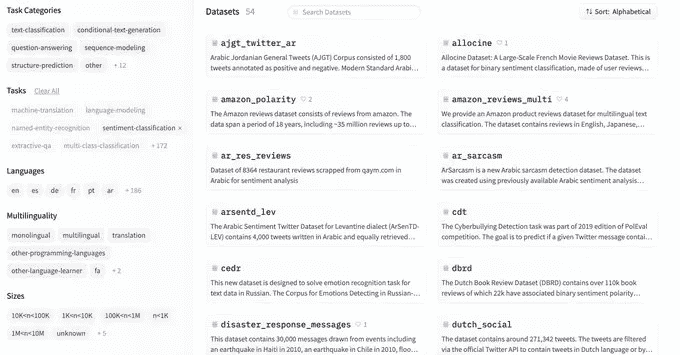 Task Categories
text-classification conditional-text-generation
question-answering sequence-modeling
structure-prediction other + 12
Tasks Clear All
machine-translation language-modeling
named-entity-recognition sentiment-classification ×
extractive-qa multi-class-classification + 172
Languages
en es de fr pt ar + 186
Multilinguality
monolingual multilingual translation
other-programming-languages
other-language-learner fa + 2
Sizes
10K<n<100K 1K<n<10K 100K<n<1M n<1K
1M<n<10M unknown + 5
Datasets 54 Search Datasets Sort: Alphabetical
ajgt_twitter_ar
Arabic Jordanian General Tweets (AJGT) Corpus consisted of 1,800
tweets annotated as positive and negative. Modern Standard Arabi...
allocine 1
Allocine Dataset: A Large-Scale French Movie Reviews Dataset. This is
a dataset for binary sentiment classification, made of user reviews...
amazon_polarity 2
The Amazon reviews dataset consists of reviews from amazon. The
data span a period of 18 years, including ~35 million reviews up to...
amazon_reviews_multi 4
We provide an Amazon product reviews dataset for multilingual text
classification. The dataset contains reviews in English, Japanese,...
ar_res_reviews
Dataset of 8364 restaurant reviews scrapped from qaym.com in
Arabic for sentiment analysis
ar_sarcasm
ArSarcasm is a new Arabic sarcasm detection dataset. The dataset
was created using previously available Arabic sentiment analysis...
arsentd_lev
The Arabic Sentiment Twitter Dataset for Levantine dialect (ArSenTD-
LEV) contains 4,000 tweets written in Arabic and equally retrieved...
cdt
The Cyberbullying Detection task was part of 2019 edition of PolEval
competition. The goal is to predict if a given Twitter message contai...
cedr
This new dataset is designed to solve emotion recognition task for
text data in Russian. The Corpus for Emotions Detecting in Russian-...
dbrd
The Dutch Book Review Dataset (DBRD) contains over 110k book
reviews of which 22k have associated binary sentiment polarity...
disaster_response_messages 1
This dataset contains 30,000 messages drawn from events including
an earthquake in Haiti in 2010, an earthquake in Chile in 2010, floo...
dutch_social
The dataset contains around 271,342 tweets. The tweets are
filtered via the official Twitter API to contain tweets in Dutch language or by...